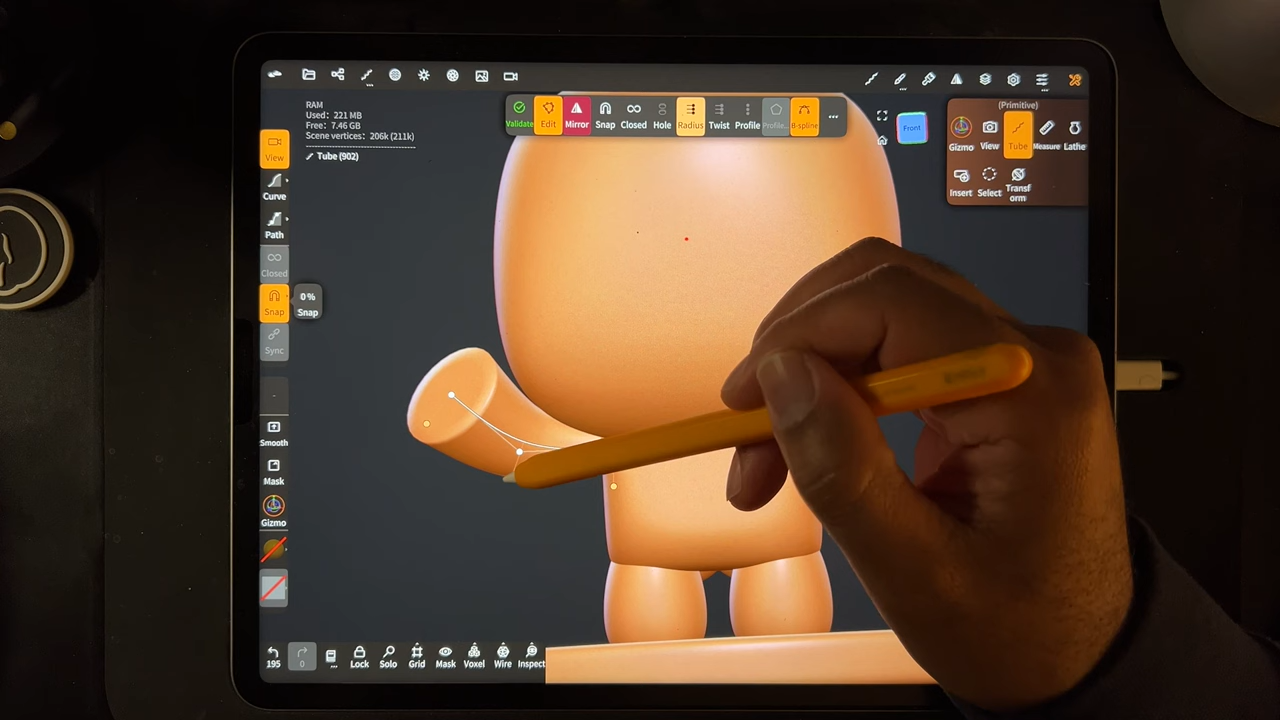 RAM
Used: 221 MB
Free: 7.46 GB
Scene vertices: 206k (211k)
Tube (902)
Validate Edit Mirror Snap Closed Hole Radius Twist Profile Profile.. B-spline
Front
(Primitive)
Gizmo View Tube Measure Lathe
Insert Select Transf
orm
View
Curve
Path
Closed
Snap
0 %
Snap
Sync
Smooth
Mask
Gizmo
195 0 Lock Solo Grid Mask Voxel Wire Inspect